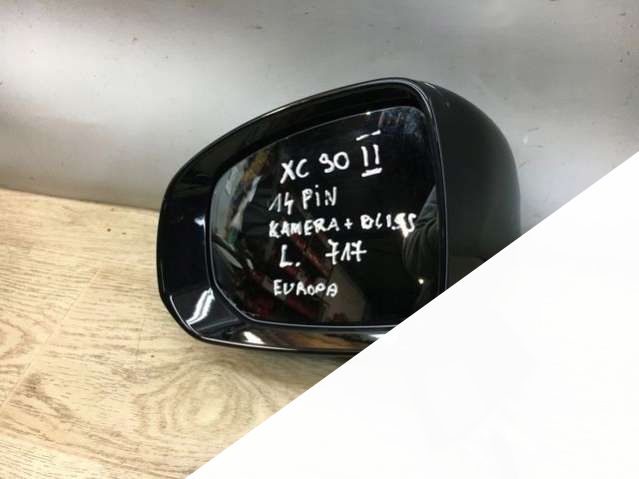 XC 90 II
14 PIN
KAMERA + BLISS
L. 717
EUROPA